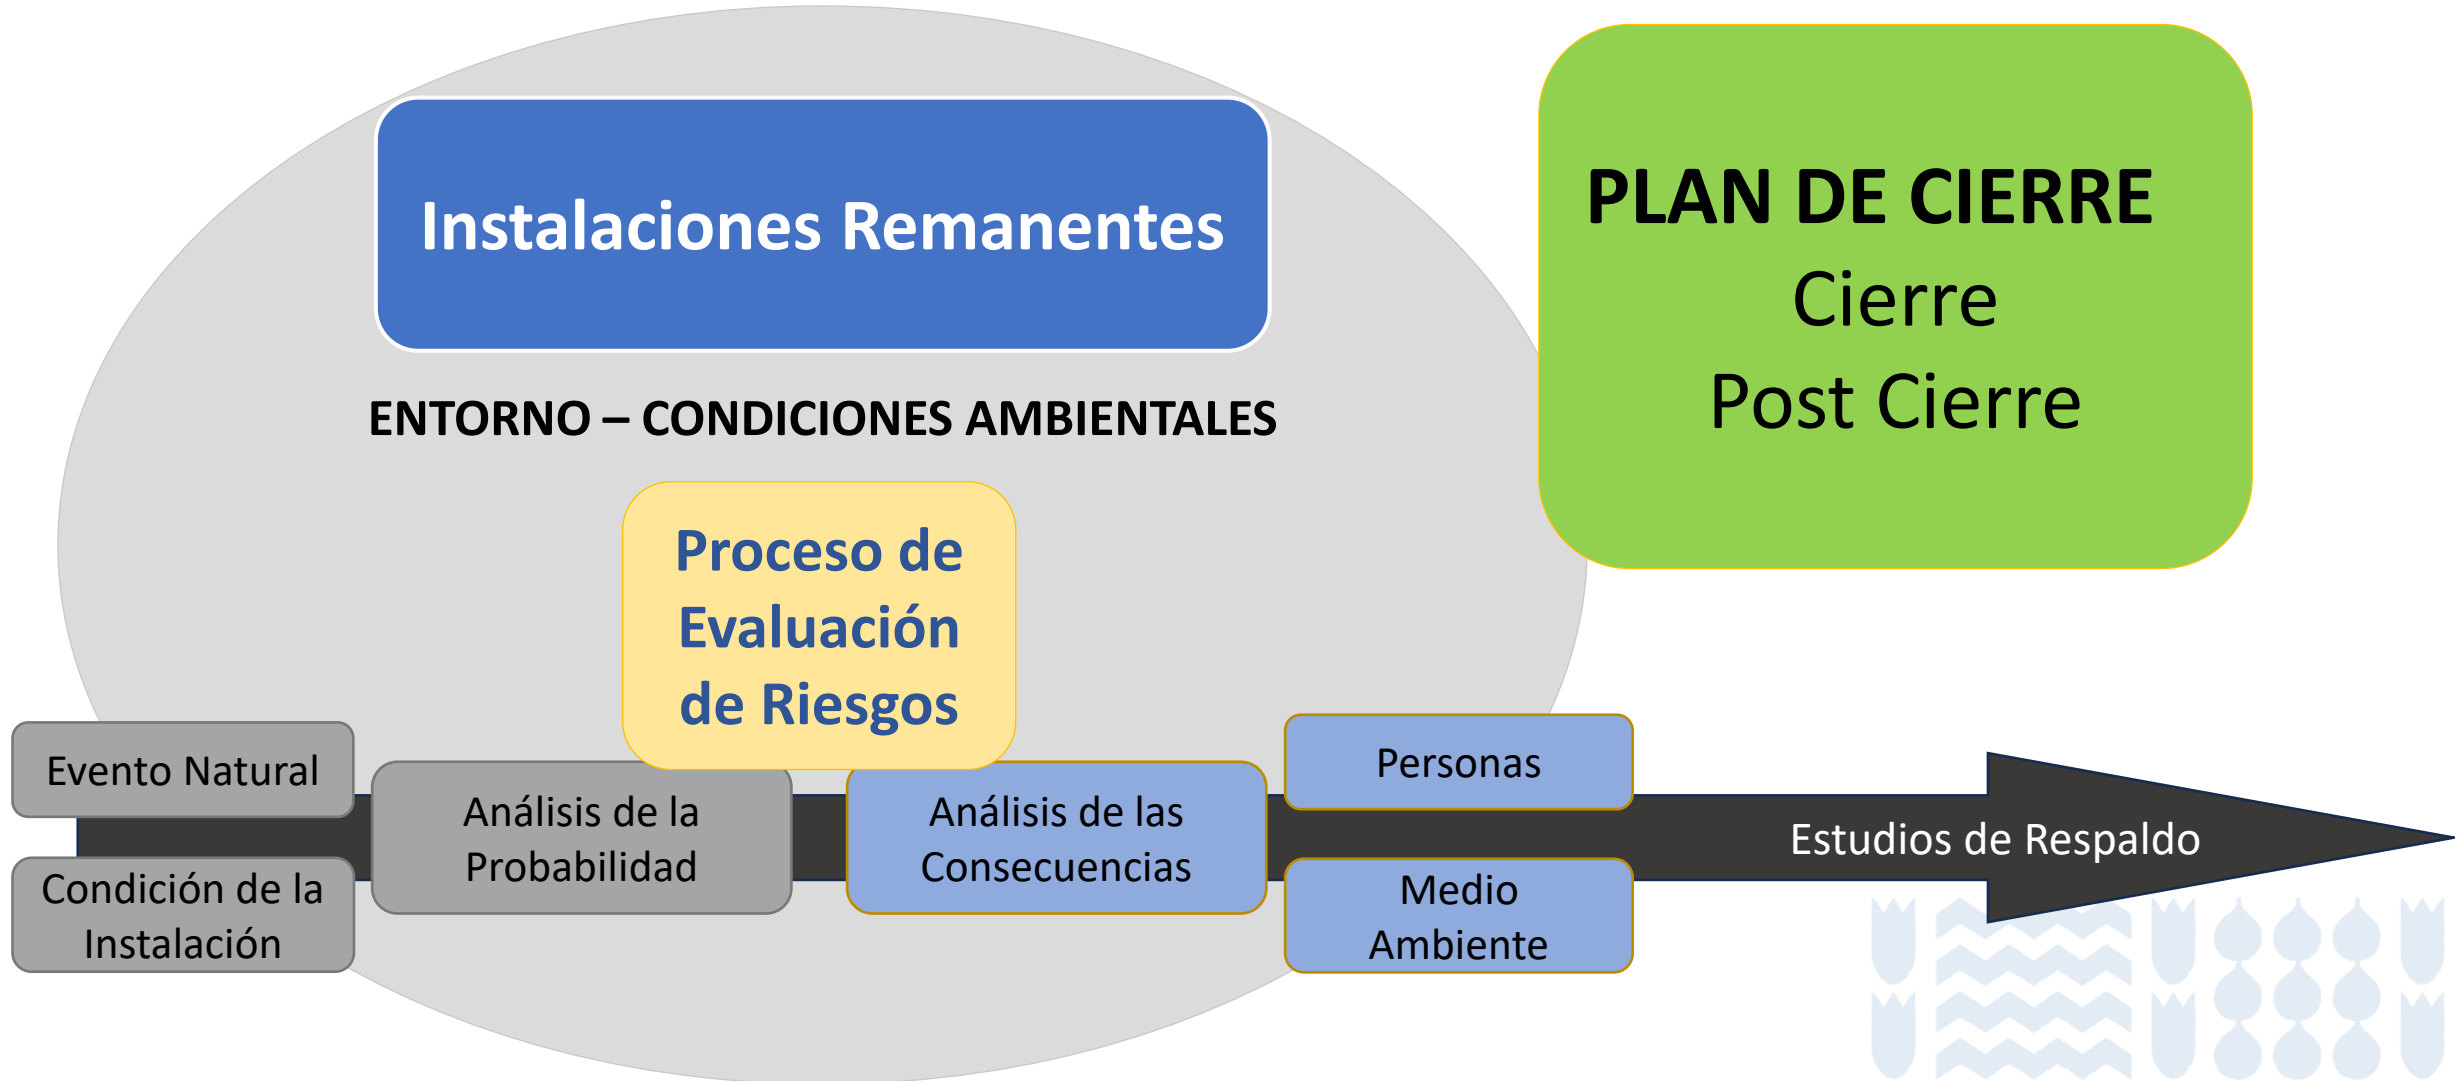 Instalaciones Remanentes
ENTORNO – CONDICIONES AMBIENTALES
PLAN DE CIERRE
Cierre
Post Cierre
Proceso de
Evaluación
de Riesgos
Evento Natural
Condición de la
Instalación
Análisis de la
Probabilidad
Análisis de las
Consecuencias
Personas
Medio
Ambiente
Estudios de Respaldo